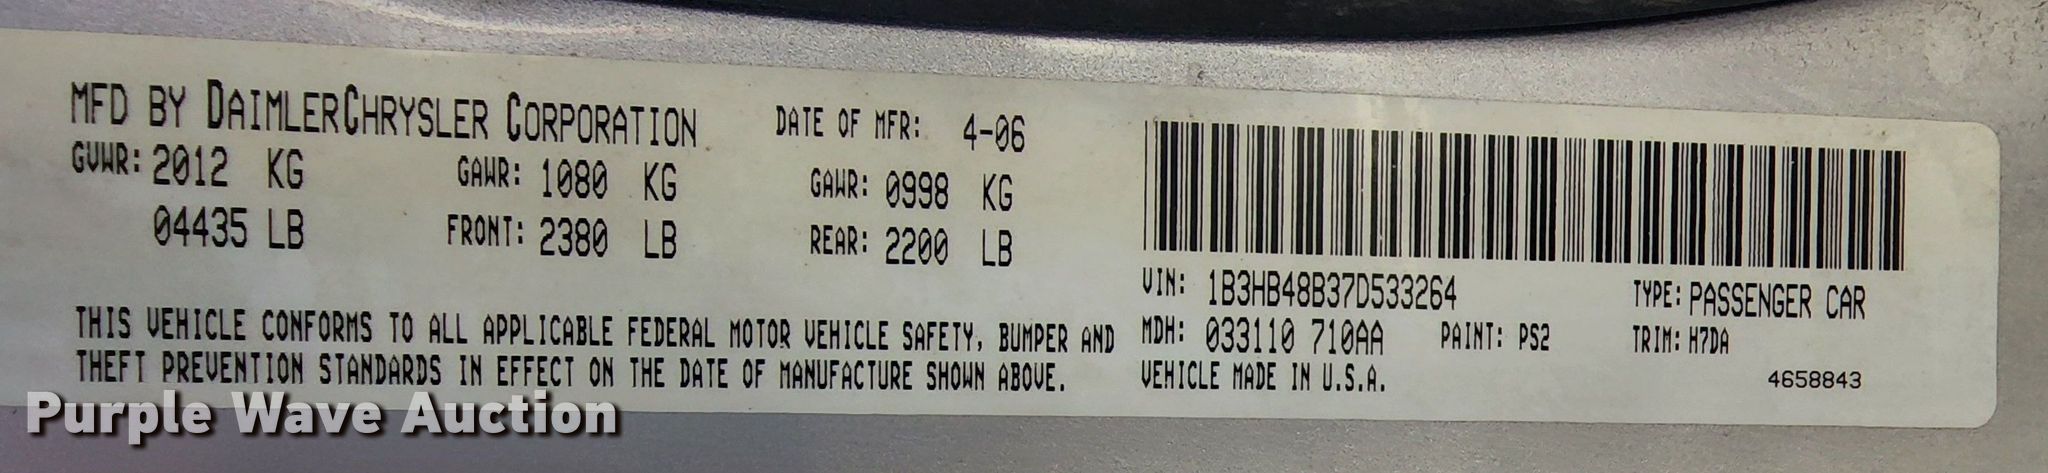 MFD BY DAIMLERCHRYSLER CORPORATION DATE OF MFR: 4-06
GVWR: 2012 KG GAWR: 1080 KG GAWR: 0998 KG
04435 LB FRONT: 2380 LB REAR: 2200 LB
THIS VEHICLE CONFORMS TO ALL APPLICABLE FEDERAL MOTOR VEHICLE SAFETY, BUMPER AND
THEFT PREVENTION STANDARDS IN EFFECT ON THE DATE OF MANUFACTURE SHOWN ABOVE.
VIN: 1B3HB48B37D533264 TYPE: PASSENGER CAR
MDH: 033110 710AA PAINT: PS2 TRIM: H7DA
VEHICLE MADE IN U.S.A. 4658843
Purple Wave Auction